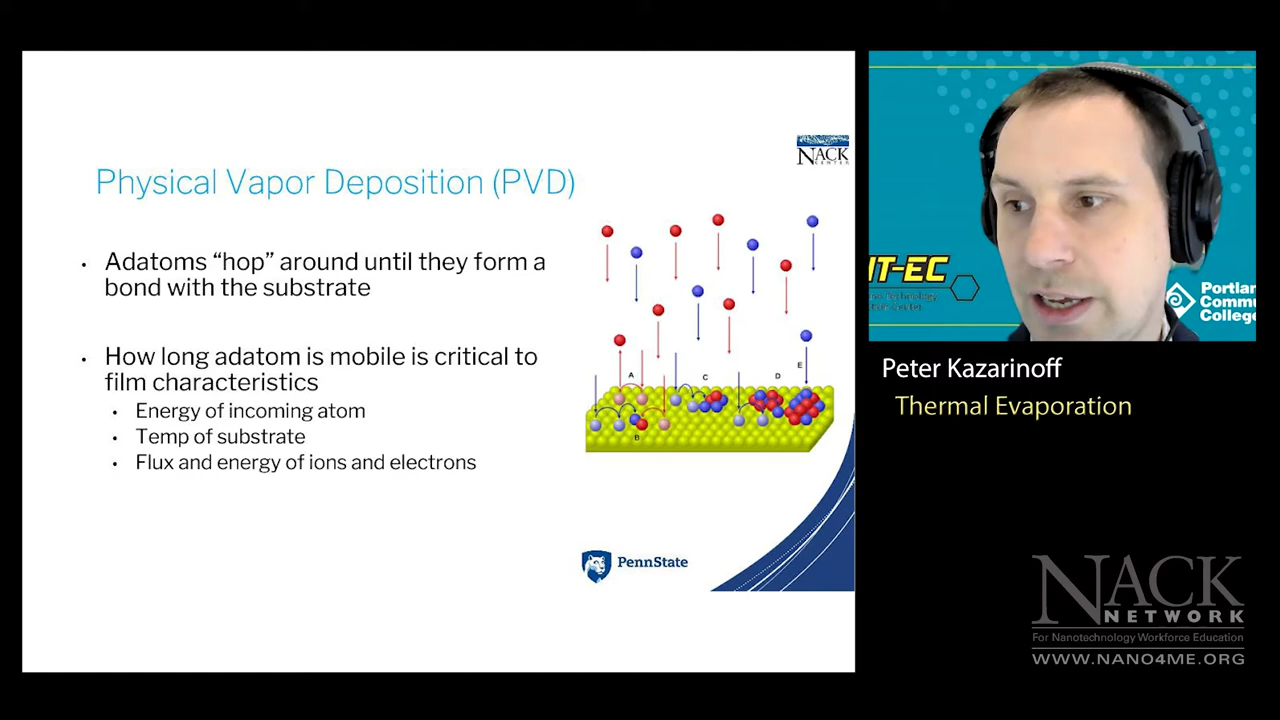 NACK
CENTER
Physical Vapor Deposition (PVD)
• Adatoms “hop” around until they form a
bond with the substrate
• How long adatom is mobile is critical to
film characteristics
• Energy of incoming atom
• Temp of substrate
• Flux and energy of ions and electrons
A
B
C
D
E
PennState
T-EC
Portlan
Commu
Colleg
Peter Kazarinoff
Thermal Evaporation
NACK
NETWORK
For Nanotechnology Workforce Education
WWW.NANO4ME.ORG